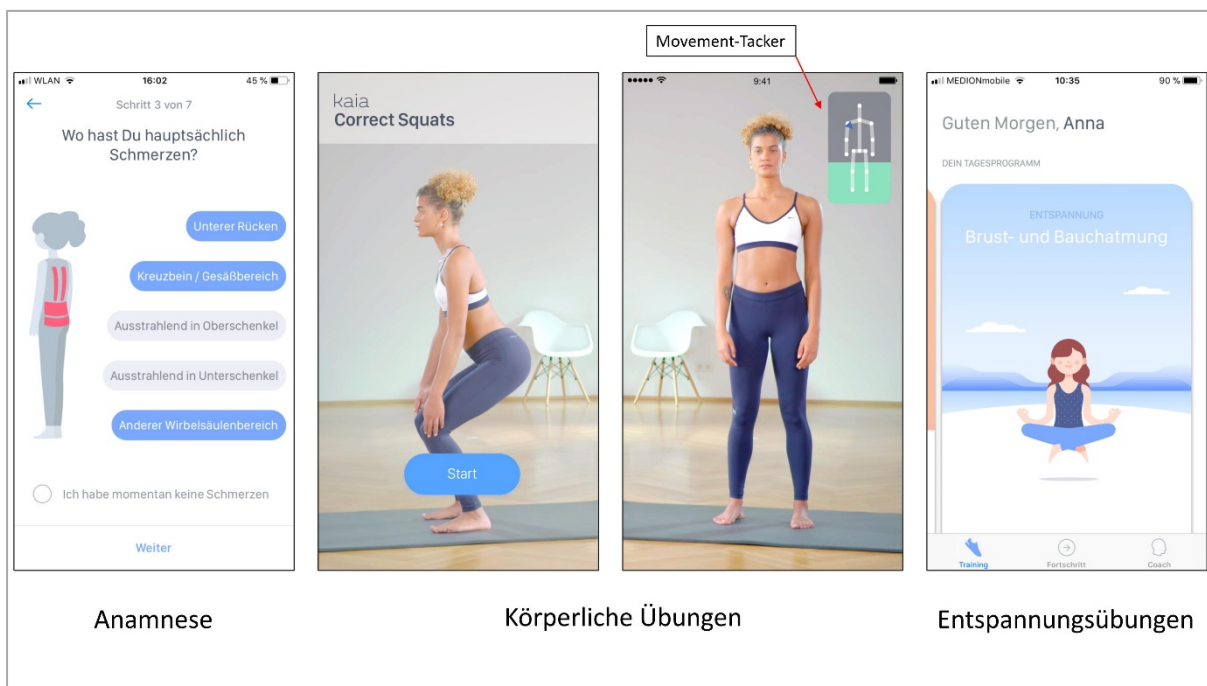 Movement-Tacker
WLAN 16:02 45 %
Schritt 3 von 7
Wo hast Du hauptsächlich
Schmerzen?
Unterer Rücken
Kreuzbein / Gesäßbereich
Ausstrahlend in Oberschenkel
Ausstrahlend in Unterschenkel
Anderer Wirbelsäulenbereich
Ich habe momentan keine Schmerzen
Weiter
kaia
Correct Squats
Start
9:41
MEDIONmobile 10:35 90 %
Guten Morgen, Anna
DEIN TAGESPROGRAMM
ENTSPANNUNG
Brust- und Bauchatmung
Training Fortschritt Coach
Anamnese
Körperliche Übungen
Entspannungsübungen